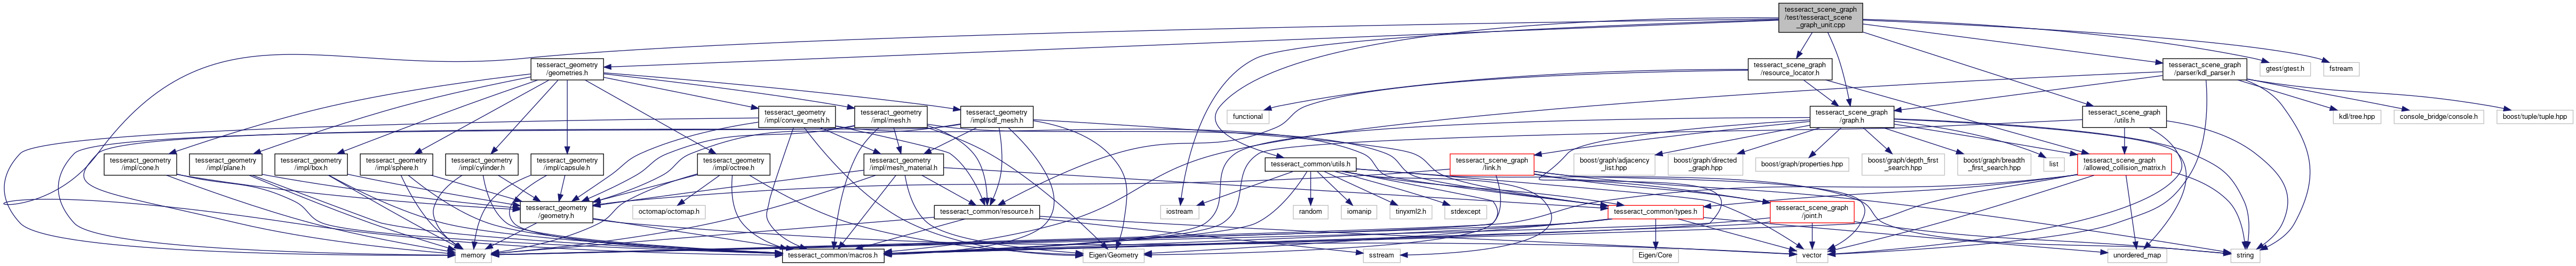 tesseract_scene_graph
/test/tesseract_scene
_graph_unit.cpp
tesseract_geometry
/geometries.h
tesseract_scene_graph
/resource_locator.h
tesseract_scene_graph
/parser/kdl_parser.h
gtest/gtest.h
fstream
tesseract_geometry
/impl/convex_mesh.h
tesseract_geometry
/impl/mesh.h
tesseract_geometry
/impl/sdf_mesh.h
functional
tesseract_scene_graph
/graph.h
tesseract_scene_graph
/utils.h
kdl/tree.hpp
console_bridge/console.h
boost/tuple/tuple.hpp
tesseract_geometry
/impl/cone.h
tesseract_geometry
/impl/plane.h
tesseract_geometry
/impl/box.h
tesseract_geometry
/impl/sphere.h
tesseract_geometry
/impl/cylinder.h
tesseract_geometry
/impl/capsule.h
tesseract_geometry
/impl/octree.h
tesseract_geometry
/impl/mesh_material.h
tesseract_common/utils.h
tesseract_scene_graph
/link.h
boost/graph/adjacency
_list.hpp
boost/graph/directed
_graph.hpp
boost/graph/properties.hpp
boost/graph/depth_first
_search.hpp
boost/graph/breadth
_first_search.hpp
list
tesseract_scene_graph
/allowed_collision_matrix.h
tesseract_geometry
/geometry.h
octomap/octomap.h
tesseract_common/resource.h
iostream
random
iomanip
tinyxml2.h
stdexcept
tesseract_common/types.h
tesseract_scene_graph
/joint.h
memory
tesseract_common/macros.h
Eigen/Geometry
sstream
Eigen/Core
vector
unordered_map
string